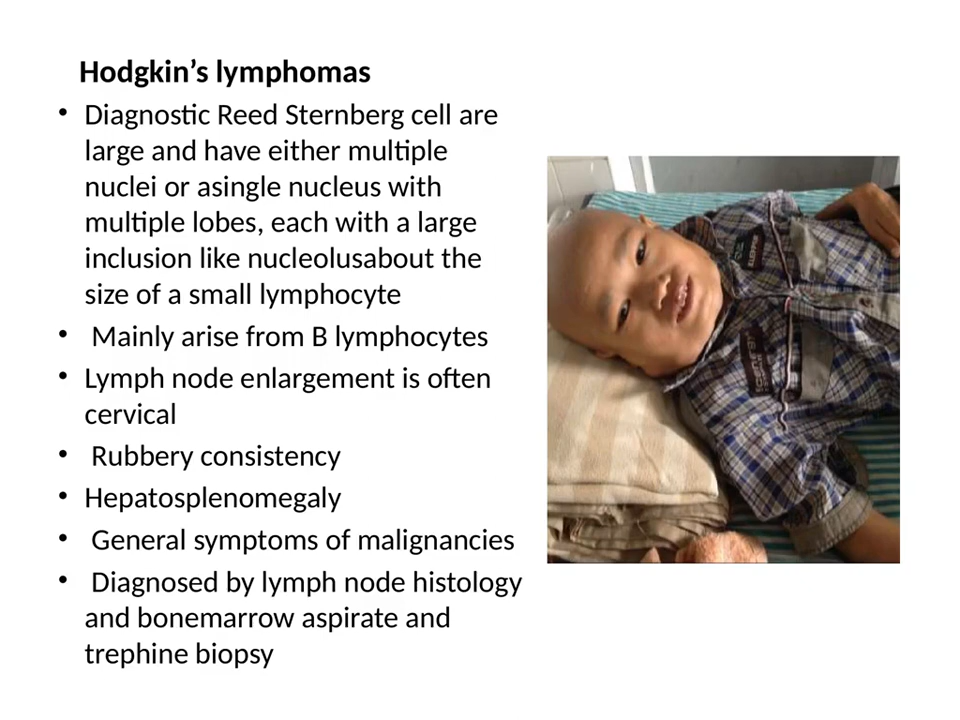 Hodgkin’s lymphomas
• Diagnostic Reed Sternberg cell are
large and have either multiple
nuclei or asingle nucleus with
multiple lobes, each with a large
inclusion like nucleolusabout the
size of a small lymphocyte
• Mainly arise from B lymphocytes
• Lymph node enlargement is often
cervical
• Rubbery consistency
• Hepatosplenomegaly
• General symptoms of malignancies
• Diagnosed by lymph node histology
and bonemarrow aspirate and
trephine biopsy